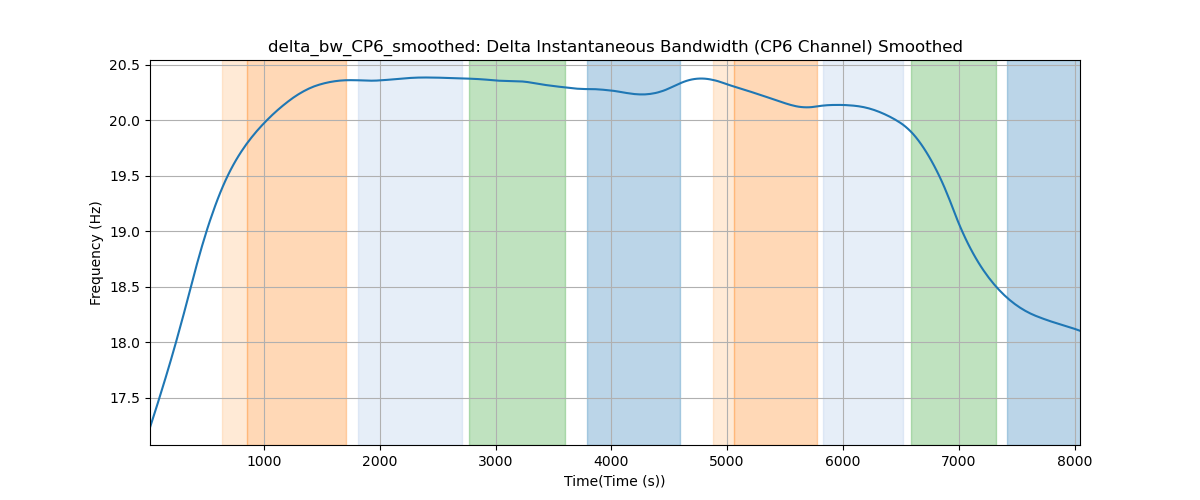 delta_bw_CP6_smoothed: Delta Instantaneous Bandwidth (CP6 Channel) Smoothed
20.5
20.0
19.5
19.0
18.5
18.0
17.5
Frequency (Hz)
1000 2000 3000 4000 5000 6000 7000 8000
Time(Time (s))